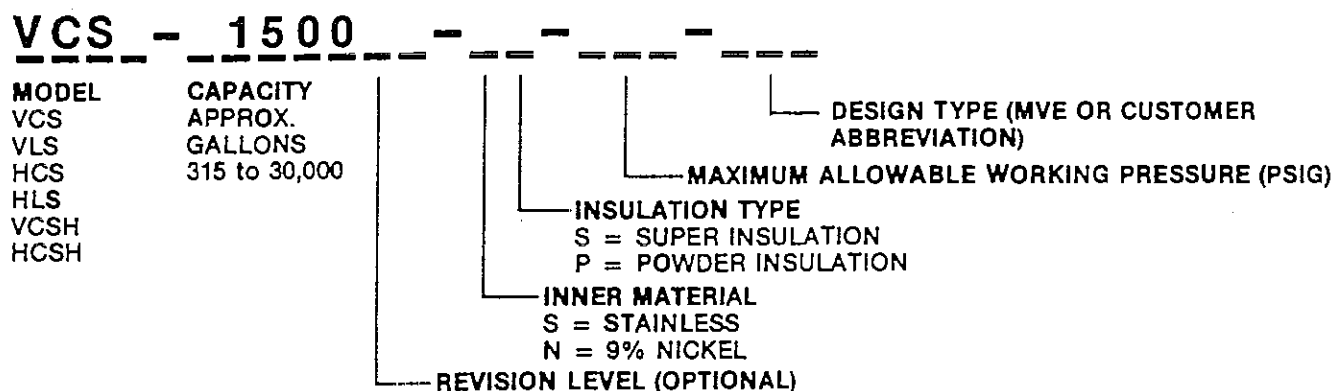 VCS - 1500 - - -
MODEL CAPACITY
VCS APPROX.
VLS GALLONS
HCS 315 to 30,000
HLS
VCSH
HCSH
DESIGN TYPE (MVE OR CUSTOMER
ABBREVIATION)
MAXIMUM ALLOWABLE WORKING PRESSURE (PSIG)
INSULATION TYPE
S = SUPER INSULATION
P = POWDER INSULATION
INNER MATERIAL
S = STAINLESS
N = 9% NICKEL
REVISION LEVEL (OPTIONAL)